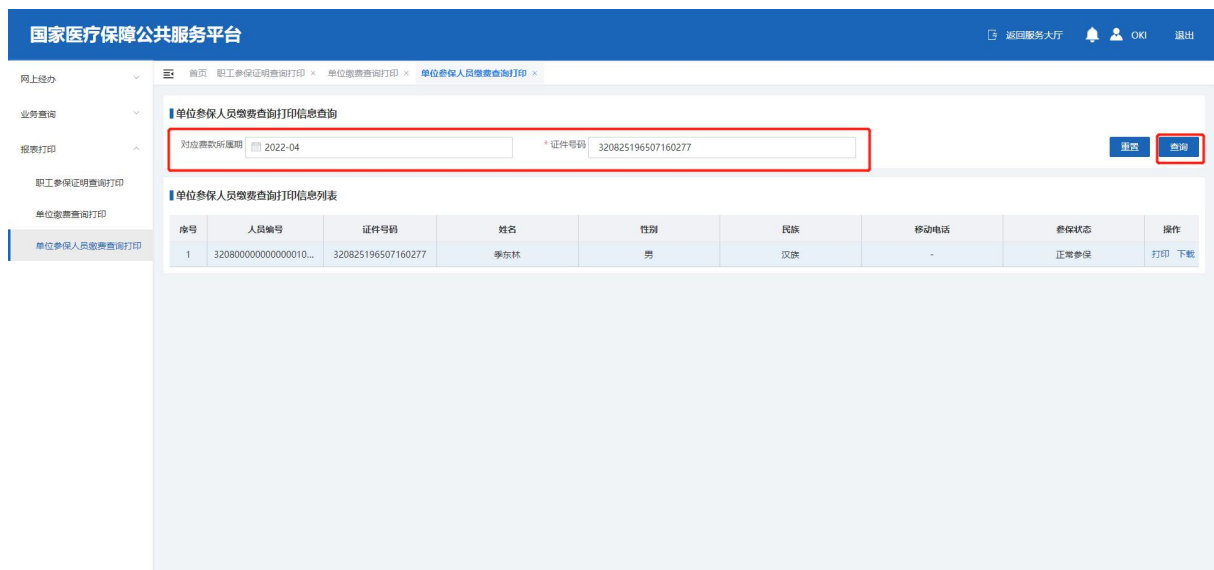 国家医疗保障公共服务平台
返回服务大厅 OKI 退出
网上经办
业务查询
报表打印
职工参保证明查询打印
单位缴费查询打印
单位参保人员缴费查询打印
首页 职工参保证明查询打印 × 单位缴费查询打印 × 单位参保人员缴费查询打印 ×
单位参保人员缴费查询打印信息查询
对应费款所属期 2022-04 * 证件号码 320825196507160277 重置 查询
单位参保人员缴费查询打印信息列表
序号 人员编号 证件号码 姓名 性别 民族 移动电话 参保状态 操作
1 320800000000000010... 320825196507160277 季东林 男 汉族 - 正常参保 打印 下载